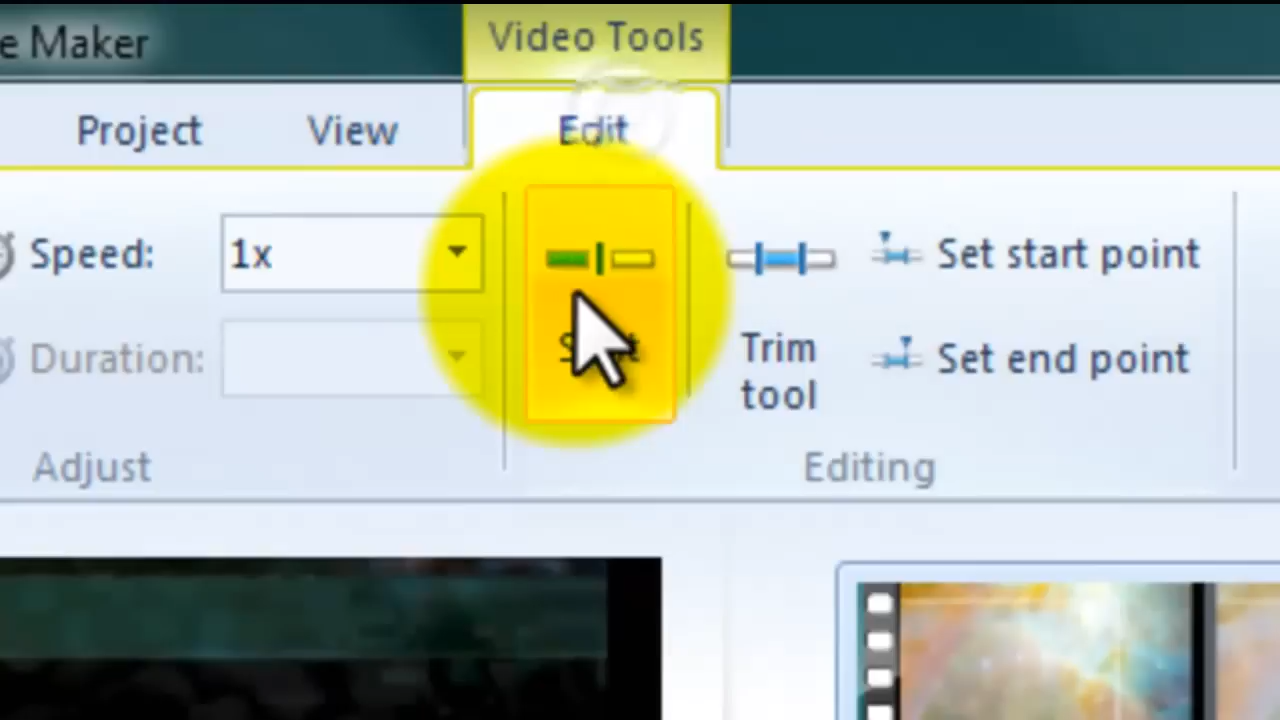 e Maker
Video Tools
Project
View
Edit
Speed:
1x
Set start point
Trim
tool
Duration:
Set end point
Adjust
Editing